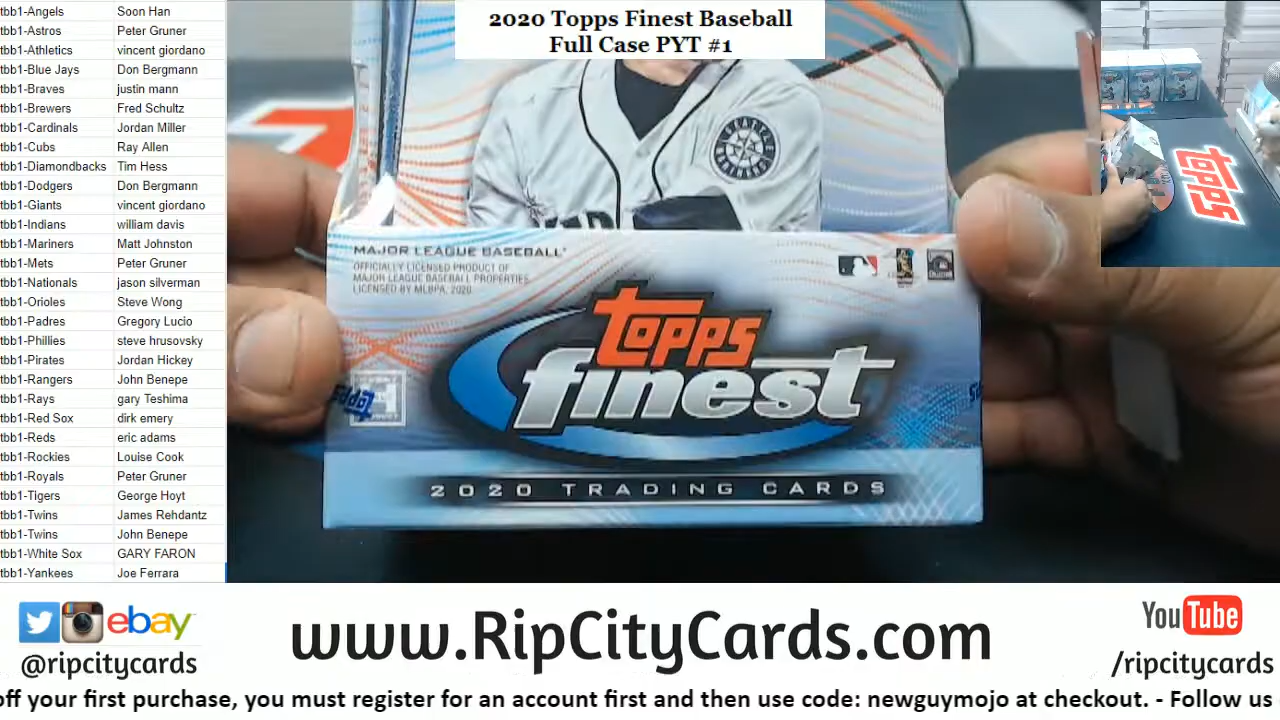 2020 Topps Finest Baseball
Full Case PYT #1
tbb1-Angels Soon Han
tbb1-Astros Peter Gruner
tbb1-Athletics vincent giordano
tbb1-Blue Jays Don Bergmann
tbb1-Braves justin mann
tbb1-Brewers Fred Schultz
tbb1-Cardinals Jordan Miller
tbb1-Cubs Ray Allen
tbb1-Diamondbacks Tim Hess
tbb1-Dodgers Don Bergmann
tbb1-Giants vincent giordano
tbb1-Indians william davis
tbb1-Mariners Matt Johnston
tbb1-Mets Peter Gruner
tbb1-Nationals jason silverman
tbb1-Orioles Steve Wong
tbb1-Padres Gregory Lucio
tbb1-Phillies steve hrusovsky
tbb1-Pirates Jordan Hickey
tbb1-Rangers John Benepe
tbb1-Rays gary Teshima
tbb1-Red Sox dirk emery
tbb1-Reds eric adams
tbb1-Rockies Louise Cook
tbb1-Royals Peter Gruner
tbb1-Tigers George Hoyt
tbb1-Twins James Rehdantz
tbb1-Twins John Benepe
tbb1-White Sox GARY FARON
tbb1-Yankees Joe Ferrara
SEATTLE
MAJOR LEAGUE BASEBALL
OFFICIALLY LICENSED PRODUCT OF
MAJOR LEAGUE BASEBALL PROPERTIES
LICENSED BY MLBPA, 2020
topps
finest
2020 TRADING CARDS
topps
topps
ebay
@ripcitycards
www.RipCityCards.com
YouTube
/ripcitycards
off your first purchase, you must register for an account first and then use code: newguymojo at checkout. - Follow us